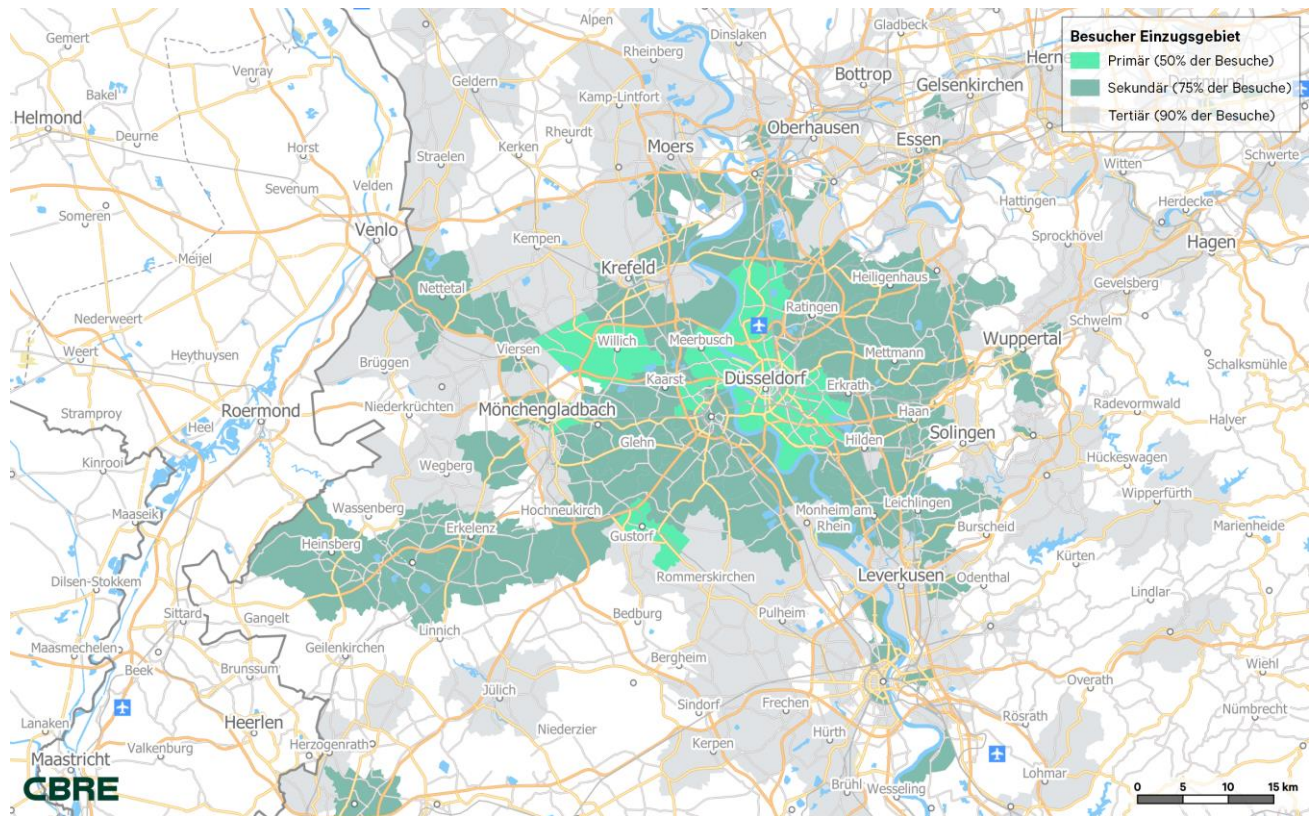 Besucher Einzugsgebiet
Primär (50% der Besuche)
Sekundär (75% der Besuche)
Tertiär (90% der Besuche)
Alpen
Dinslaken
Gladbeck
Gemert
Rheinberg
Bottrop
Herne
Dortmund
Venray
Geldern
Gelsenkirchen
Bakel
Kamp-Lintfort
Helmond
Deurne
Oberhausen
Essen
Horst
Rheurdt
Kerken
Moers
Witten
Schwerte
Straelen
Sevenum
Velden
Hattingen
Herdecke
Someren
Venlo
Kempen
Sprockhövel
Hagen
Meijel
Krefeld
Heiligenhaus
Nettetal
Gevelsberg
Nederweert
Ratingen
Schwelm
Weert
Heythuysen
Brüggen
Viersen
Willich
Meerbusch
Mettmann
Wuppertal
Schalksmühle
Kaarst
Düsseldorf
Erkrath
Stramproy
Roermond
Niederkrüchten
Mönchengladbach
Haan
Radevormwald
Halver
Heel
Glehn
Hilden
Solingen
Kinrooi
Wegberg
Hückeswagen
Wassenberg
Hochneukirch
Monheim am
Rhein
Leichlingen
Wipperfürth
Maaseik
Erkelenz
Gustorf
Burscheid
Marienheide
Heinsberg
Kürten
Dilsen-Stokkem
Rommerskirchen
Leverkusen
Odenthal
Lindlar
Sittard
Gangelt
Linnich
Bedburg
Pulheim
Maasmechelen
Geilenkirchen
Beek
Brunssum
Bergheim
Wiehl
Jülich
Overath
Sindorf
Frechen
Nümbrecht
Lanaken
Heerlen
Niederzier
Hürth
Rösrath
Valkenburg
Herzogenrath
Kerpen
Maastricht
Brühl
Wesseling
Lohmar
CBRE
0 5 10 15 km